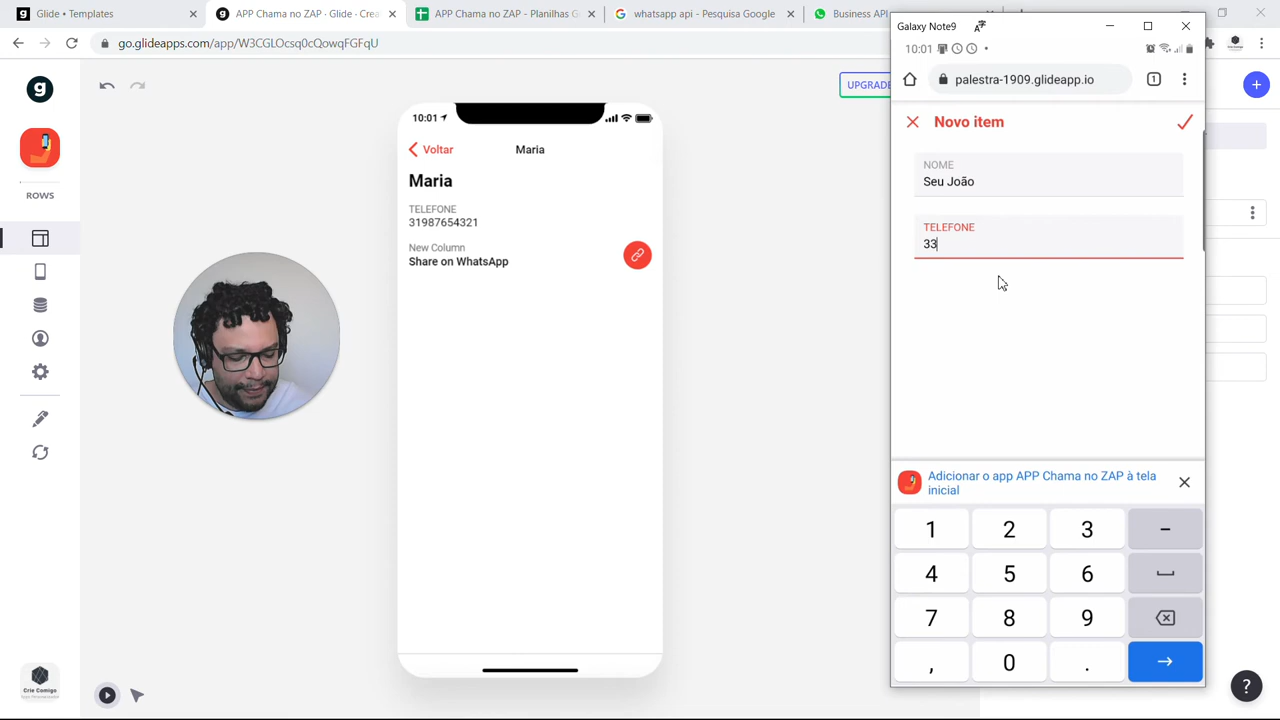 Glide • Templates
APP Chama no ZAP · Glide - Crea
APP Chama no ZAP - Planilhas G
whatsapp api - Pesquisa Google
Business API
go.glideapps.com/app/W3CGLOcsq0cQowqFGFqU
Galaxy Note9
10:01
palestra-1909.glideapp.io
UPGRADE
ROWS
10:01
Voltar
Maria
Maria
TELEFONE
31987654321
New Column
Share on WhatsApp
Novo item
NOME
Seu João
TELEFONE
33
Adicionar o app APP Chama no ZAP à tela
inicial
1 2 3 −
4 5 6
7 8 9
, 0 .
Crie Comigo
?